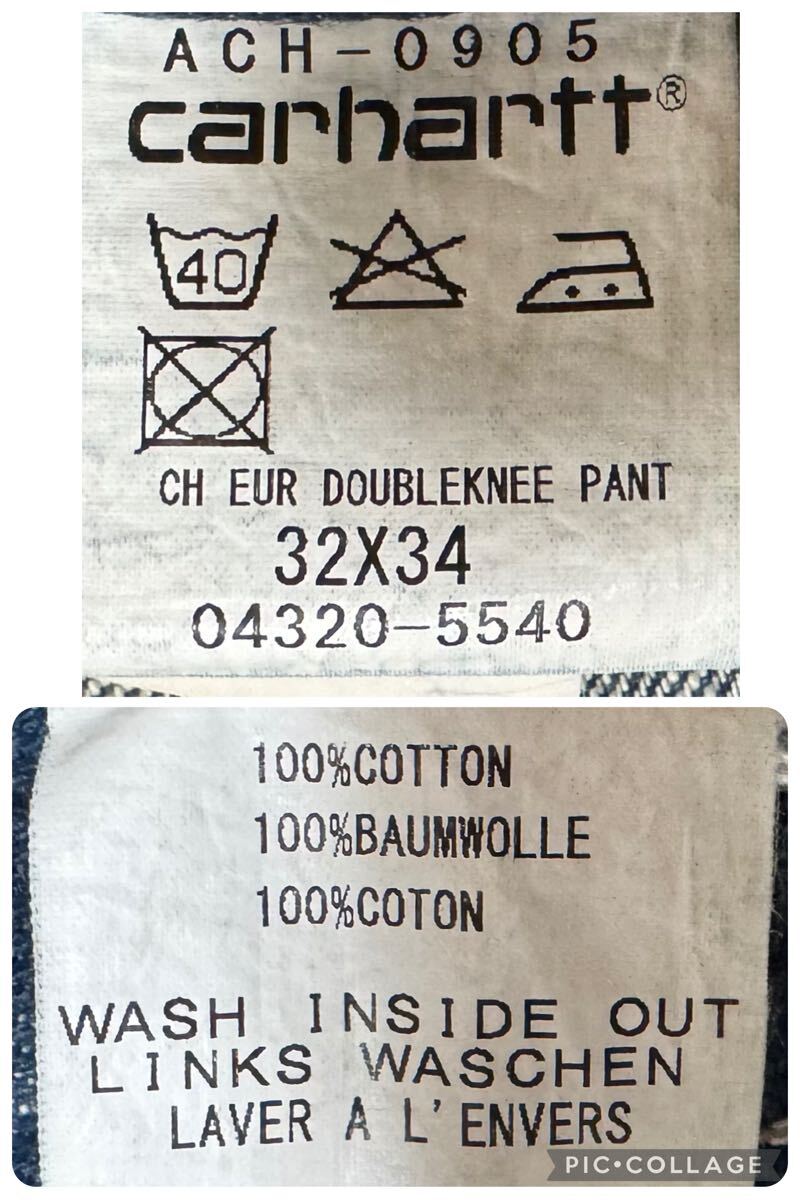 ACH-0905
carhartt®
40
CH EUR DOUBLEKNEE PANT
32X34
04320-5540
100%COTTON
100%BAUMWOLLE
100%COTON
WASH INSIDE OUT
LINKS WASCHEN
LAVER A L'ENVERS
PIC•COLLAGE